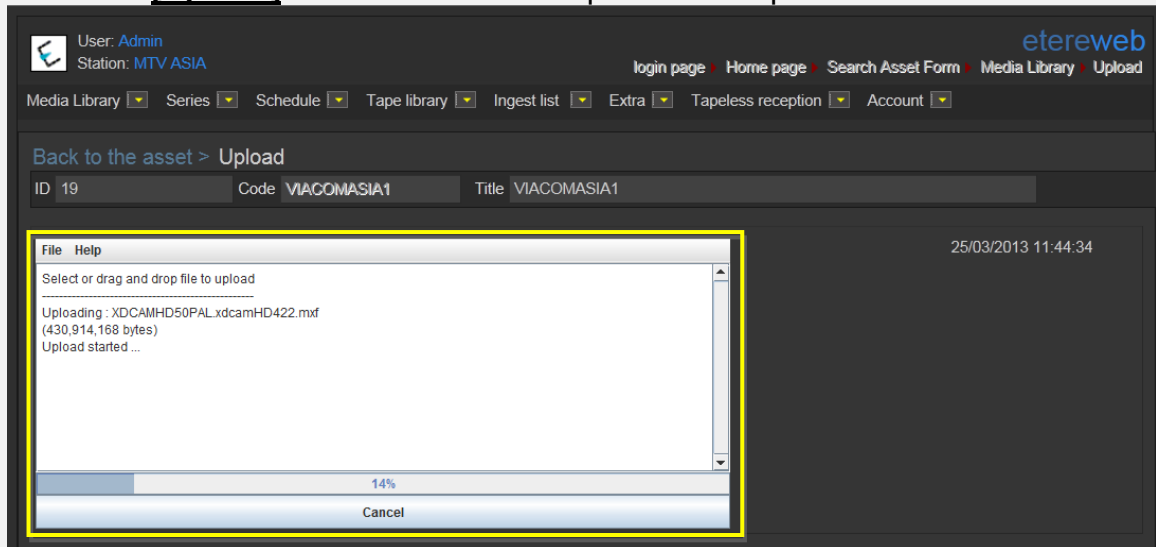 User: Admin
etereweb
Station: MTV ASIA
login page Home page Search Asset Form Media Library Upload
Media Library Series Schedule Tape library Ingest list Extra Tapeless reception Account
Back to the asset > Upload
ID 19 Code VIACOMASIA1 Title VIACOMASIA1
25/03/2013 11:44:34
File Help
Select or drag and drop file to upload
--------------------------------------------------
Uploading : XDCAMHD50PAL.xdcamHD422.mxf
(430,914,168 bytes)
Upload started ...
14%
Cancel